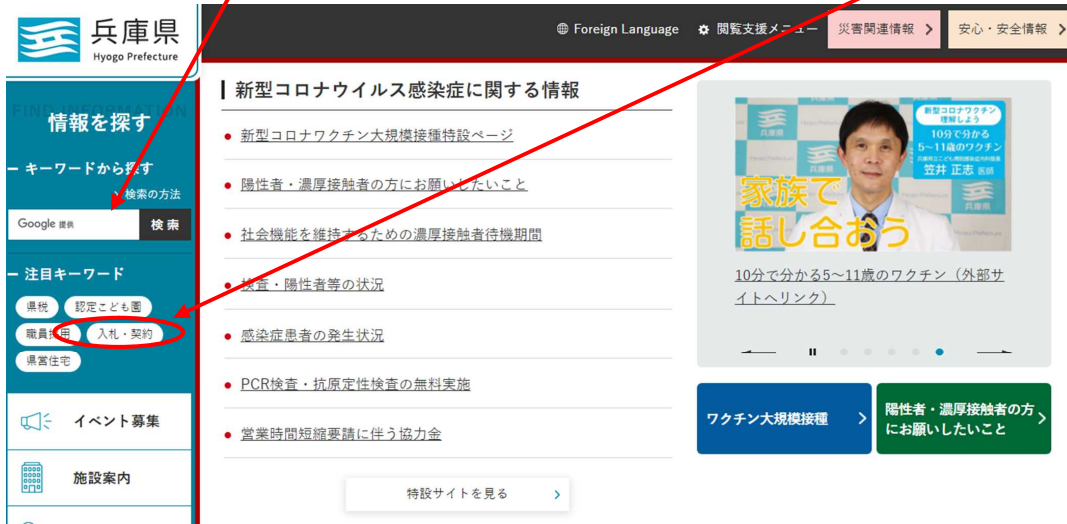 兵庫県
Hyogo Prefecture
Foreign Language
閲覧支援メニュー
災害関連情報
安心・安全情報
FIND INFORMATION
情報を探す
キーワードから探す
検索の方法
Google 提供
検索
注目キーワード
県税
認定こども園
職員採用
入札・契約
県営住宅
イベント募集
施設案内
新型コロナウイルス感染症に関する情報
新型コロナワクチン大規模接種特設ページ
陽性者・濃厚接触者の方にお願いしたいこと
社会機能を維持するための濃厚接触者待機期間
検査・陽性者等の状況
感染症患者の発生状況
PCR検査・抗原定性検査の無料実施
営業時間短縮要請に伴う協力金
特設サイトを見る
新型コロナワクチン
理解しよう
10分で分かる
5～11歳のワクチン
笠井 正志 医師
家族で
話し合おう
10分で分かる5～11歳のワクチン（外部サ
イトへリンク）
ワクチン大規模接種
陽性者・濃厚接触者の方
にお願いしたいこと